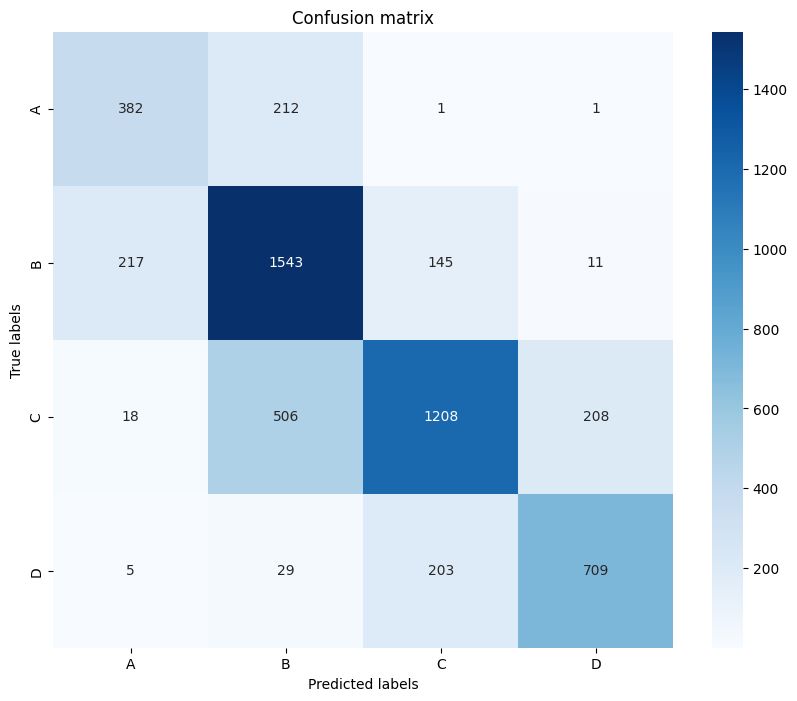 Confusion matrix
A 382 212 1 1
B 217 1543 145 11
C 18 506 1208 208
D 5 29 203 709
A B C D
Predicted labels
True labels
1400
1200
1000
800
600
400
200